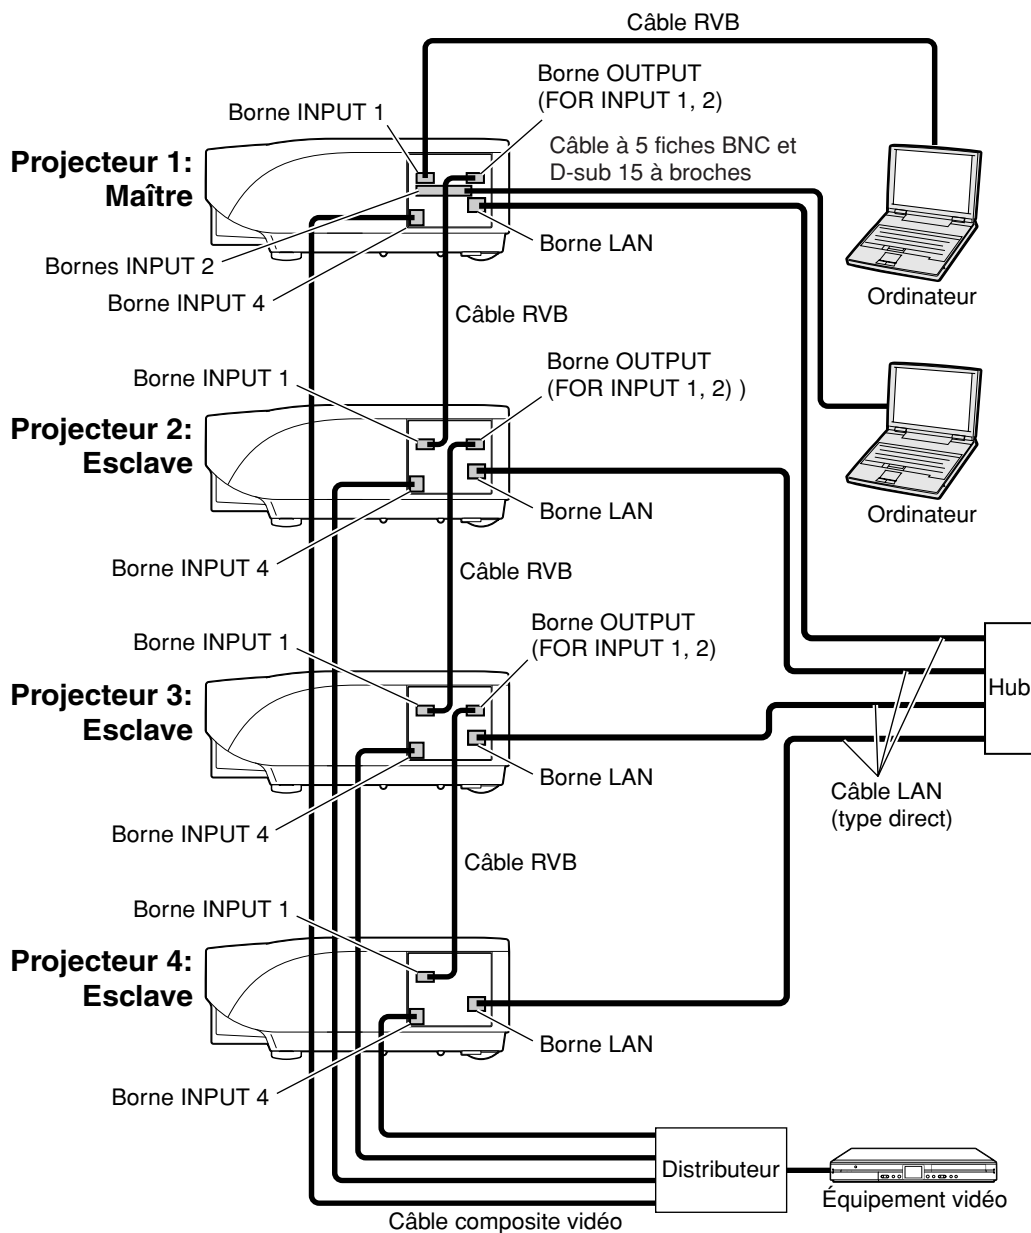 Câble RVB
Borne OUTPUT
(FOR INPUT 1, 2)
Borne INPUT 1
Câble à 5 fiches BNC et
D-sub 15 à broches
Projecteur 1:
Maître
Borne LAN
Bornes INPUT 2
Borne INPUT 4
Ordinateur
Câble RVB
Borne OUTPUT
(FOR INPUT 1, 2) )
Borne INPUT 1
Projecteur 2:
Esclave
Borne LAN
Ordinateur
Borne INPUT 4
Câble RVB
Borne OUTPUT
(FOR INPUT 1, 2)
Borne INPUT 1
Projecteur 3:
Esclave
Hub
Borne LAN
Câble LAN
(type direct)
Borne INPUT 4
Câble RVB
Borne INPUT 1
Projecteur 4:
Esclave
Borne LAN
Borne INPUT 4
Distributeur
Équipement vidéo
Câble composite vidéo